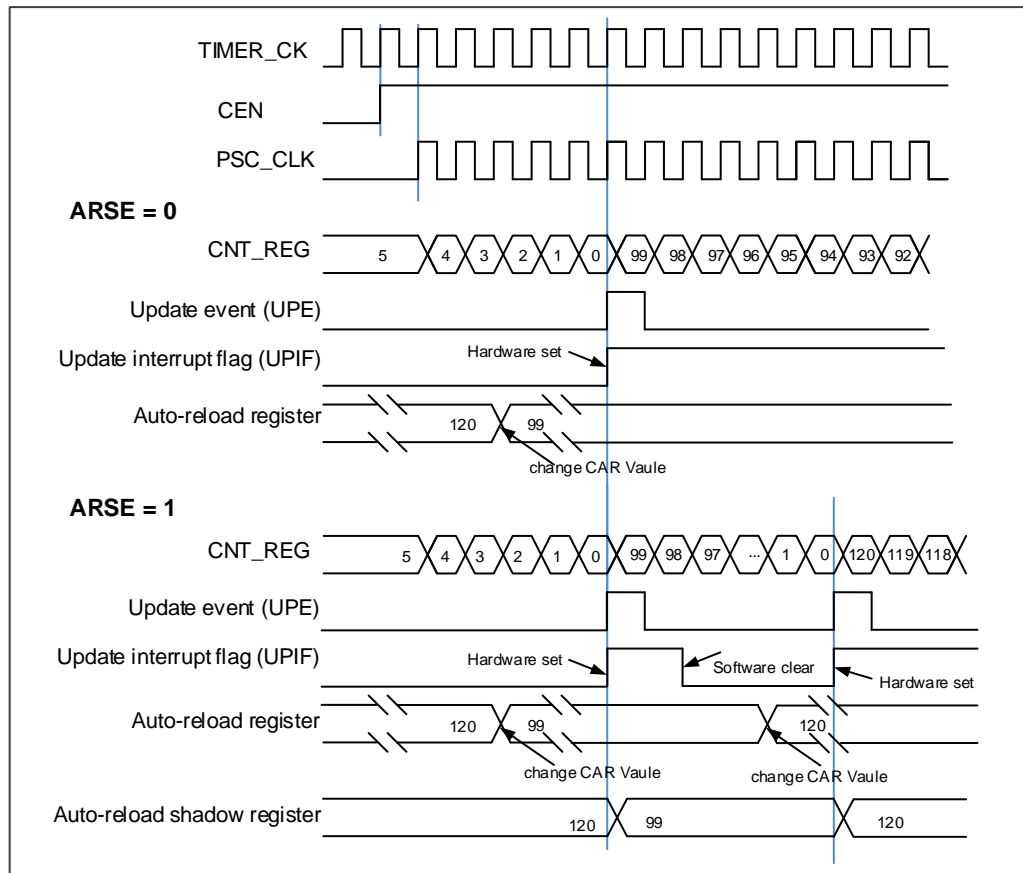 TIMER_CK
CEN
PSC_CLK
ARSE = 0
CNT_REG 5 4 3 2 1 0 99 98 97 96 95 94 93 92
Update event (UPE)
Update interrupt flag (UPIF) Hardware set
Auto-reload register 120 99
change CAR Vaule
ARSE = 1
CNT_REG 5 4 3 2 1 0 99 98 97 ... 1 0 120 119 118
Update event (UPE)
Update interrupt flag (UPIF) Hardware set Software clear Hardware set
Auto-reload register 120 99 120
change CAR Vaule change CAR Vaule
Auto-reload shadow register 120 99 120